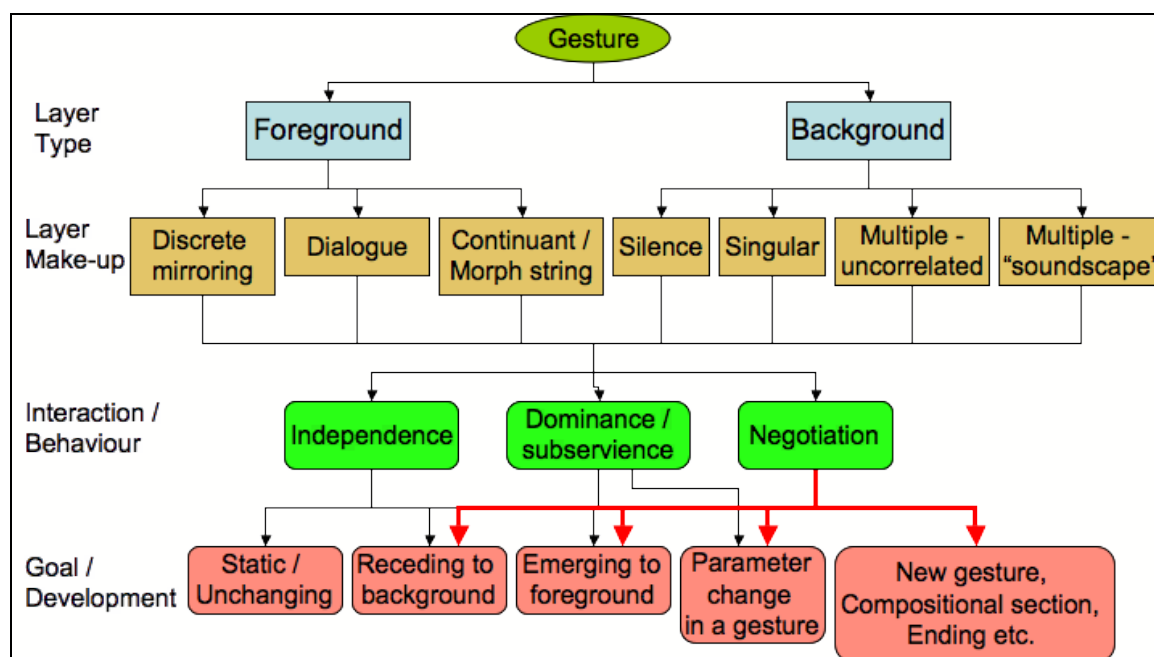 Gesture
Layer
Type
Foreground
Background
Layer
Make-up
Discrete
mirroring
Dialogue
Continuant /
Morph string
Silence
Singular
Multiple -
uncorrelated
Multiple -
“soundscape”
Interaction /
Behaviour
Independence
Dominance /
subservience
Negotiation
Goal /
Development
Static /
Unchanging
Receding to
background
Emerging to
foreground
Parameter
change
in a gesture
New gesture,
Compositional section,
Ending etc.